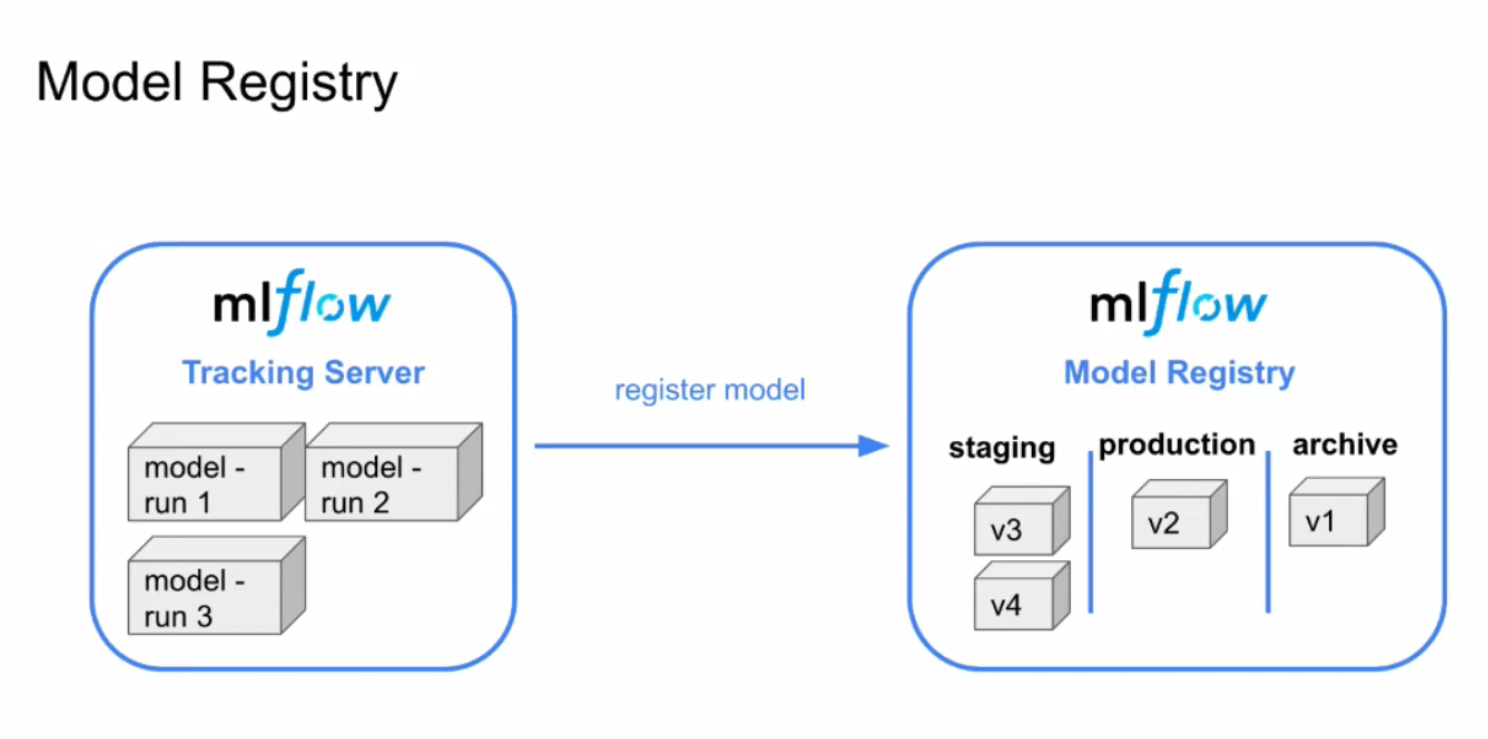 Model Registry
mlflow
Tracking Server
model -
run 1
model -
run 2
model -
run 3
register model
mlflow
Model Registry
staging
production
archive
v3
v2
v1
v4